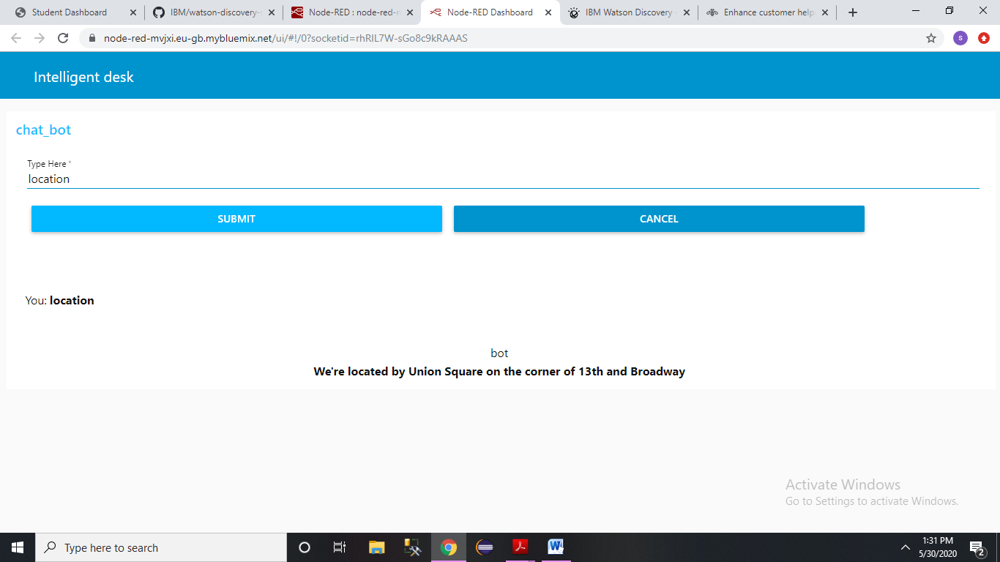 Student Dashboard
IBM/watson-discovery-
Node-RED : node-red-m
Node-RED Dashboard
IBM Watson Discovery -
Enhance customer help
node-red-mvjxi.eu-gb.mybluemix.net/ui/#!/0?socketid=rhRlL7W-sGo8c9kRAAAS
S
Intelligent desk
chat_bot
Type Here *
location
SUBMIT CANCEL
You: location
bot
We're located by Union Square on the corner of 13th and Broadway
Activate Windows
Go to Settings to activate Windows.
Type here to search
1:31 PM
5/30/2020
2